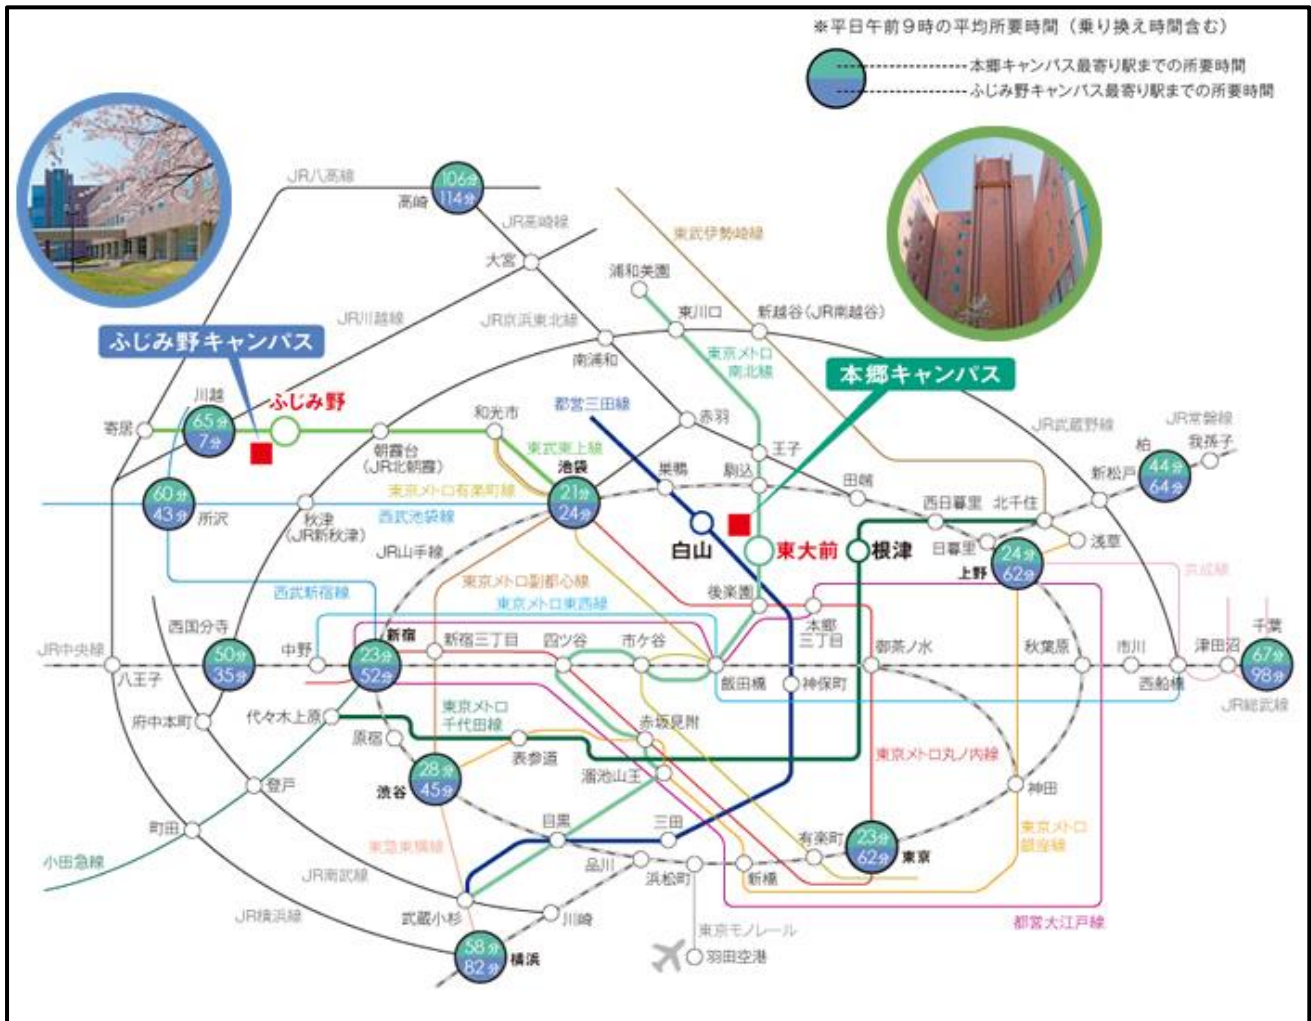 ※平日午前9時の平均所要時間（乗り換え時間含む）
本郷キャンパス最寄り駅までの所要時間
ふじみ野キャンパス最寄り駅までの所要時間
JR八高線
106分
114分
高崎
JR高崎線
東武伊勢崎線
大宮
浦和美園
JR川越線
JR京浜東北線
東川口
新越谷(JR南越谷)
ふじみ野キャンパス
南浦和
東京メトロ
南北線
本郷キャンパス
川越
65分
7分
ふじみ野
寄居
和光市
都営三田線
赤羽
JR武蔵野線
JR常磐線
朝霞台
(JR北朝霞)
東武東上線
王子
柏
我孫子
44分
64分
池袋
21分
24分
巣鴨
駒込
田端
新松戸
60分
43分
所沢
東京メトロ有楽町線
西武池袋線
秋津
(JR新秋津)
西日暮里
北千住
JR山手線
白山
東大前
根津
日暮里
浅草
24分
62分
上野
京成線
東京メトロ副都心線
西武新宿線
東京メトロ東西線
後楽園
本郷
三丁目
西国分寺
50分
35分
新宿
23分
52分
新宿三丁目
四ツ谷
市ケ谷
御茶ノ水
秋葉原
市川
津田沼
千葉
67分
98分
JR中央線
八王子
中野
飯田橋
神保町
西船橋
JR総武線
府中本町
代々木上原
東京メトロ
千代田線
赤坂見附
原宿
表参道
溜池山王
東京メトロ丸ノ内線
渋谷
28分
45分
登戸
神田
町田
目黒
三田
有楽町
23分
62分
東京
東京メトロ
銀座線
小田急線
東急東横線
品川
浜松町
新橋
JR南武線
JR横浜線
武蔵小杉
川崎
都営大江戸線
東京モノレール
58分
82分
横浜
羽田空港